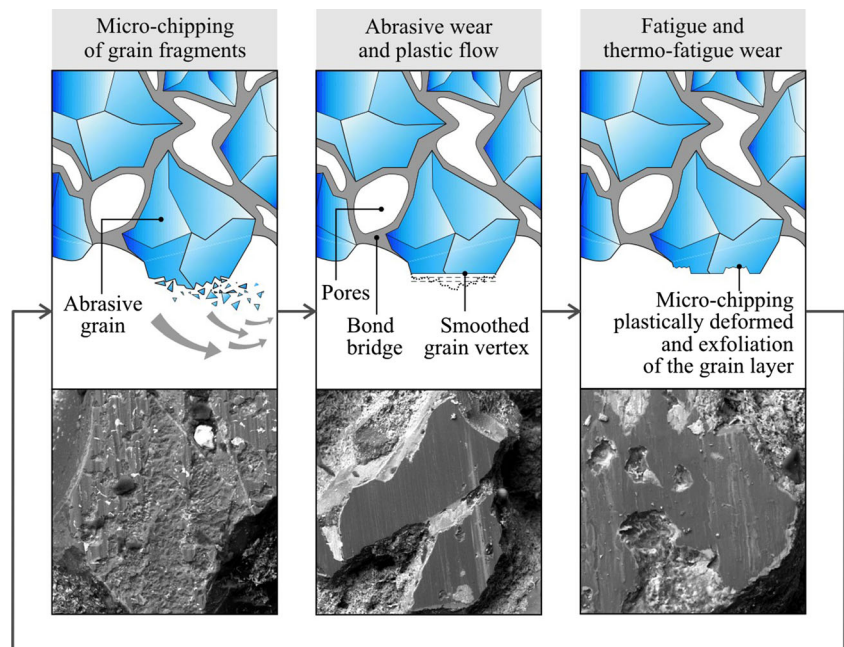 Micro-chipping
of grain fragments
Abrasive wear
and plastic flow
Fatigue and
thermo-fatigue wear
Abrasive
grain
Pores
Bond
bridge
Smoothed
grain vertex
Micro-chipping
plastically deformed
and exfoliation
of the grain layer